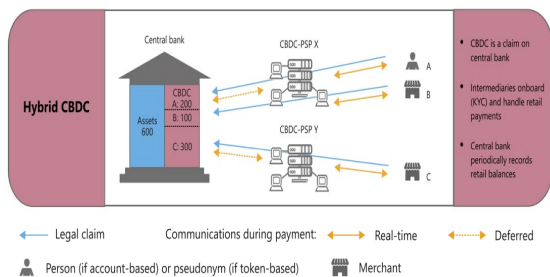 Hybrid CBDC
Central bank
Assets
600
CBDC
A: 200
B: 100
C: 300
CBDC-PSP X
CBDC-PSP Y
A
B
C
• CBDC is a claim on
central bank
• Intermediaries onboard
(KYC) and handle retail
payments
• Central bank
periodically records
retail balances
Legal claim
Communications during payment:
Real-time
Deferred
Person (if account-based) or pseudonym (if token-based)
Merchant